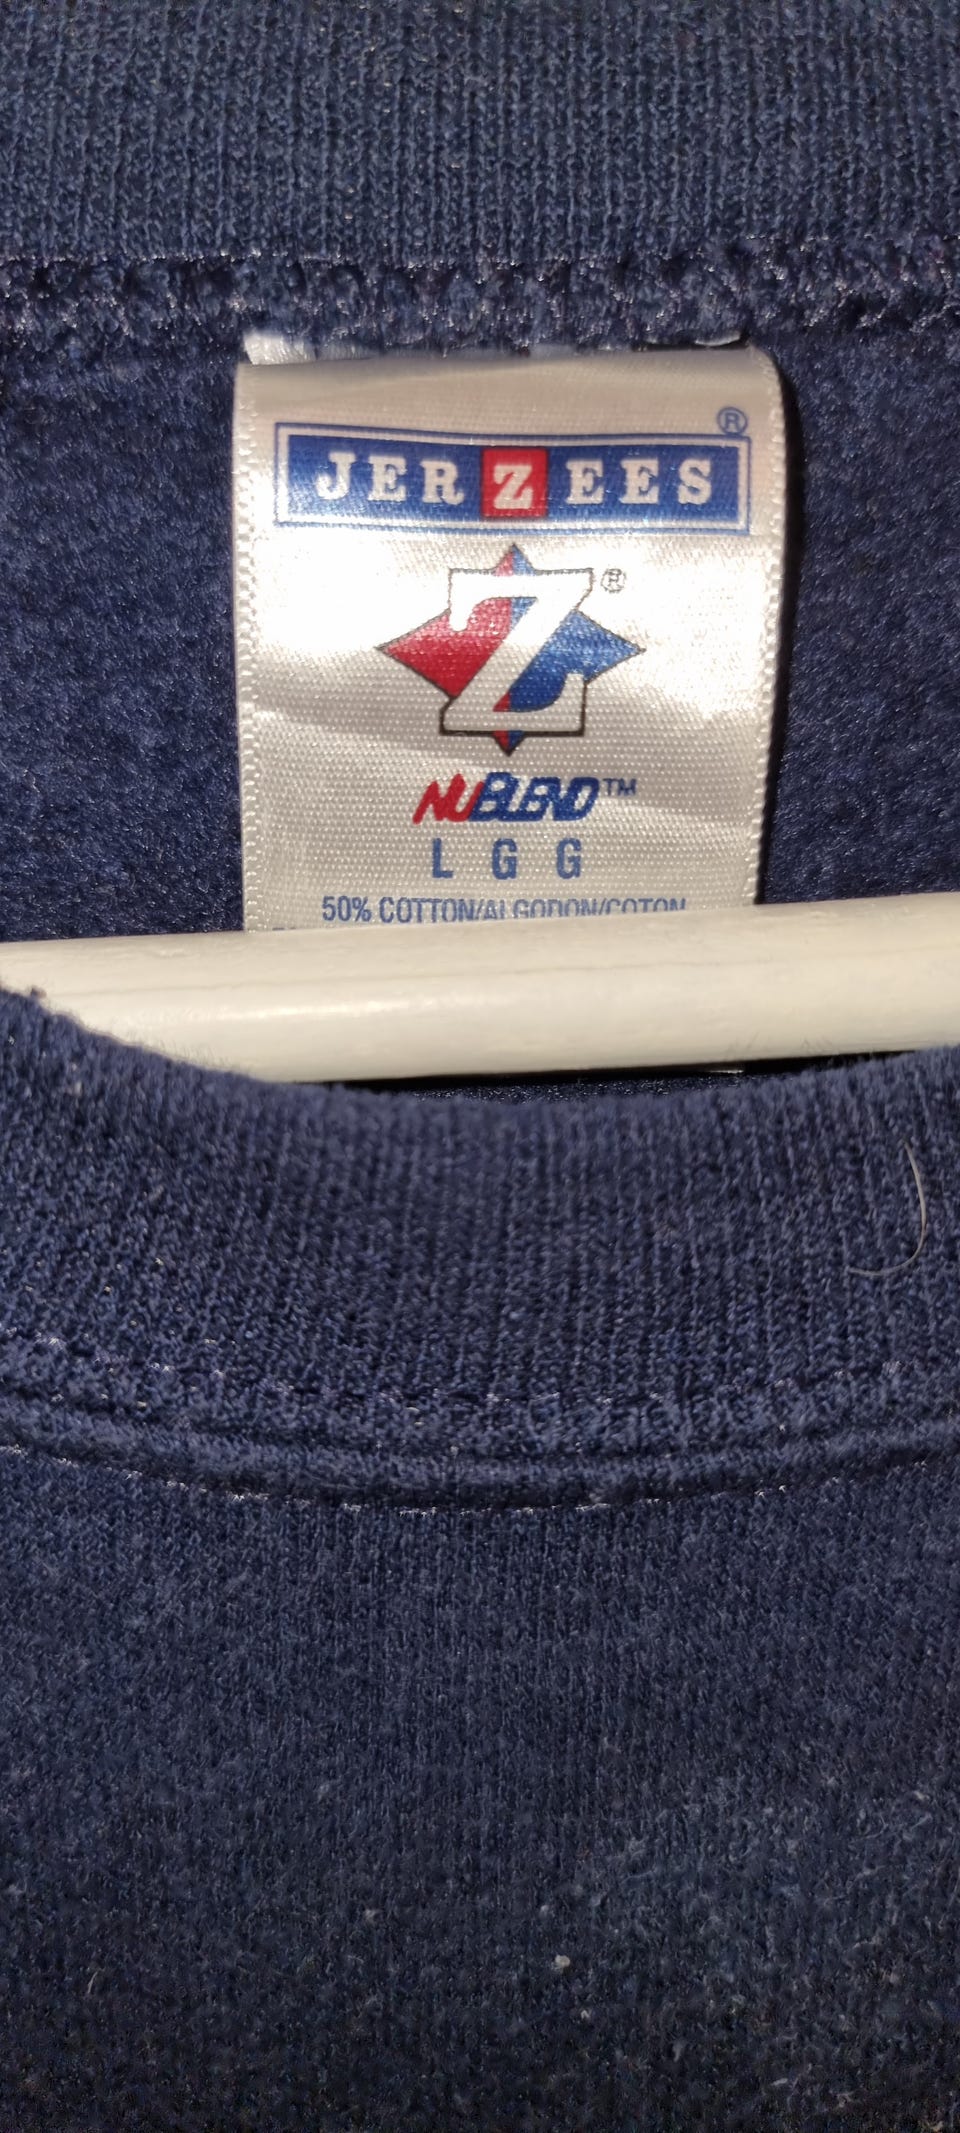 JERZEES®
Z®
NUBLEND™
L G G
50% COTTON/ALGODON/COTON